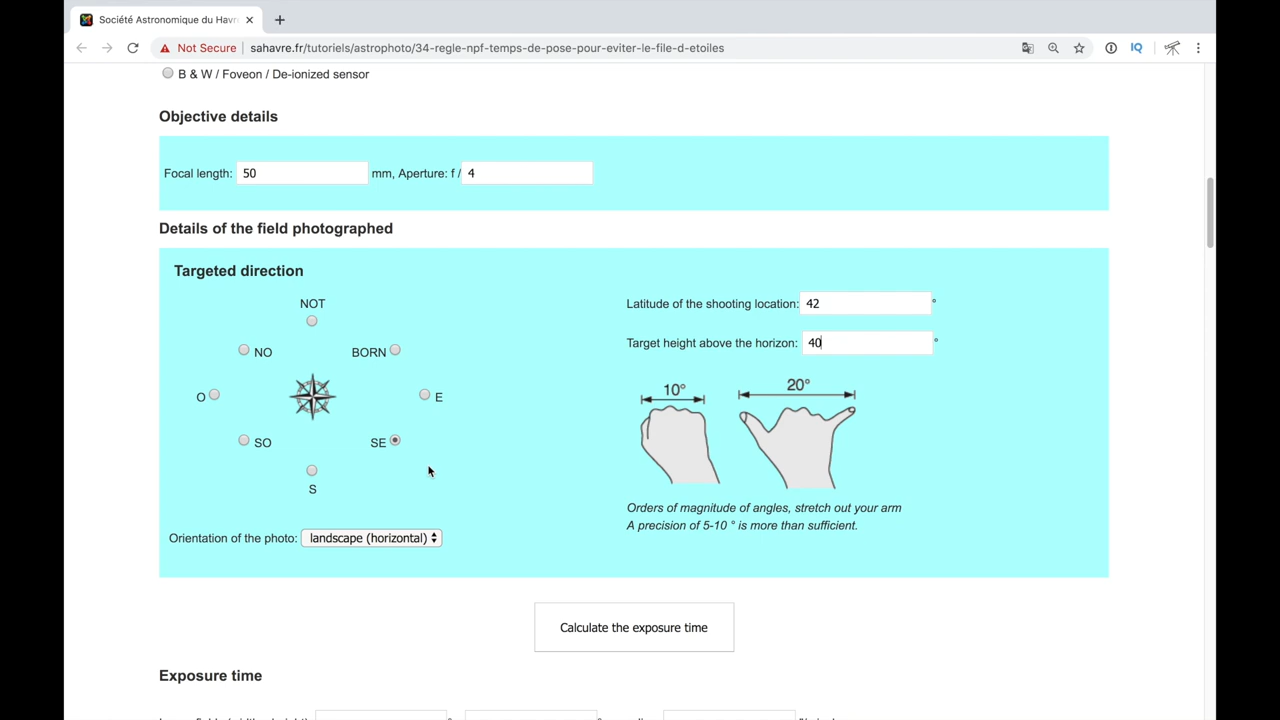 Société Astronomique du Havr
Not Secure sahavre.fr/tutoriels/astrophoto/34-regle-npf-temps-de-pose-pour-eviter-le-file-d-etoiles
IQ
B & W / Foveon / De-ionized sensor
Objective details
Focal length: 50 mm, Aperture: f / 4
Details of the field photographed
Targeted direction
NOT
NO
BORN
O
E
SO
SE
S
Orientation of the photo: landscape (horizontal)
Latitude of the shooting location: 42 °
Target height above the horizon: 40 °
10°
20°
Orders of magnitude of angles, stretch out your arm
A precision of 5-10 ° is more than sufficient.
Calculate the exposure time
Exposure time